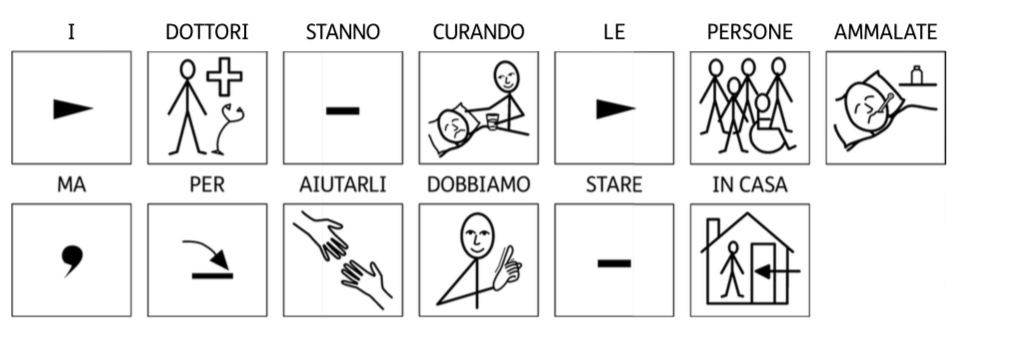 I DOTTORI STANNO CURANDO LE PERSONE AMMALATE
MA PER AIUTARLI DOBBIAMO STARE IN CASA